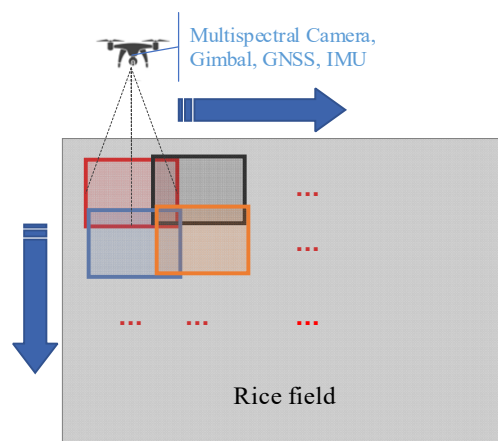 Multispectral Camera,
Gimbal, GNSS, IMU
...
...
... ... ...
Rice field